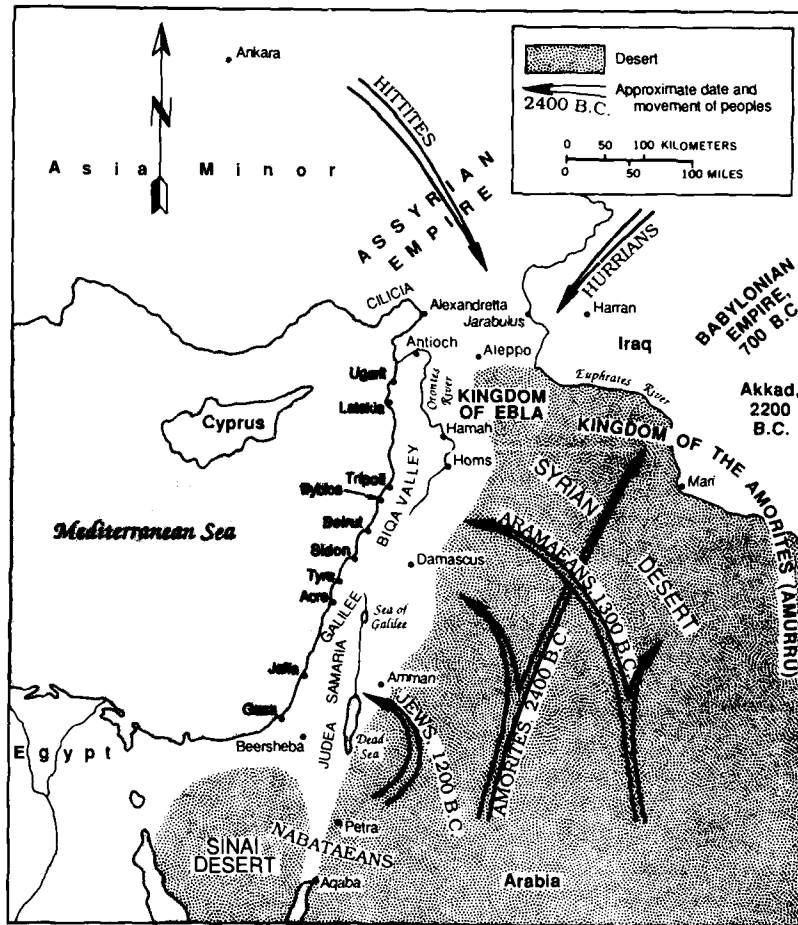 Ankara
N
Asia Minor
HITTITES
Desert
Approximate date and
movement of peoples
2400 B.C.
0 50 100 KILOMETERS
0 50 100 MILES
ASSYRIAN
EMPIRE
HURRIANS
CILICIA
Alexandretta
Jarabulus
Harran
BABYLONIAN
EMPIRE,
700 B.C.
Iraq
Antioch
Aleppo
Euphrates River
Ugarit
Orontes
River
KINGDOM
OF EBLA
Akkad,
2200
B.C.
Latakia
Cyprus
Hamah
KINGDOM OF THE AMORITES (AMURRU)
Homs
SYRIAN
DESERT
Mari
Tripoli
Byblos
BIQA VALLEY
Mediterranean Sea
Beirut
ARAMAEANS, 1300 B.C.
Sidon
Damascus
Tyre
Acre
GALILEE
Sea of
Galilee
SAMARIA
Jaffa
Amman
AMORITES, 2400 B.C.
JEWS, 1200 B.C.
Gaza
Beersheba
JUDEA
Dead
Sea
Egypt
Petra
NABATAEANS
SINAI
DESERT
Aqaba
Arabia